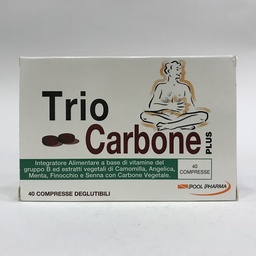 Trio
Carbone PLUS
Integratore Alimentare a base di vitamine del
gruppo B ed estratti vegetali di Camomilla, Angelica,
Menta, Finocchio e Senna con Carbone Vegetale.
40
COMPRESSE
40 COMPRESSE DEGLUTIBILI
POOL PHARMA